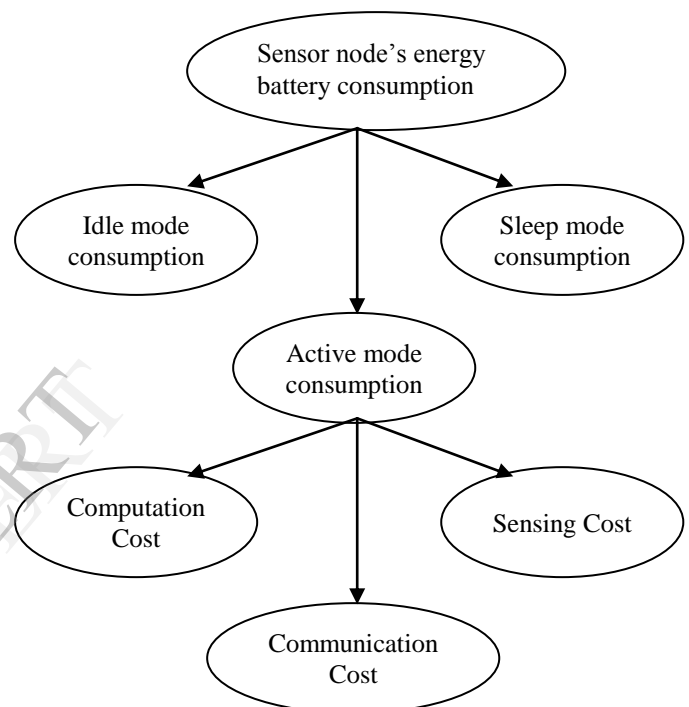 Sensor node’s energy
battery consumption
Idle mode
consumption
Sleep mode
consumption
Active mode
consumption
Computation
Cost
Sensing Cost
Communication
Cost